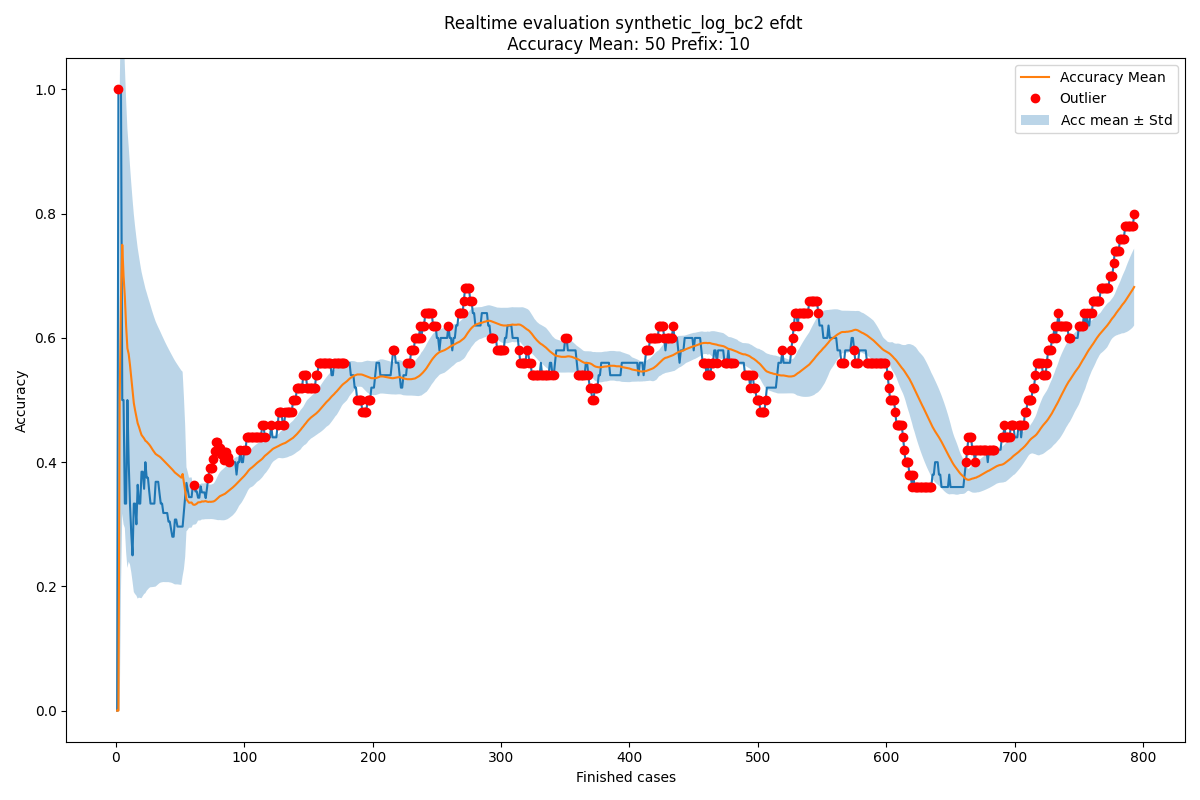 Realtime evaluation synthetic_log_bc2 efdt
Accuracy Mean: 50 Prefix: 10
Accuracy Mean
Outlier
Acc mean ± Std
Accuracy
1.0
0.8
0.6
0.4
0.2
0.0
0 100 200 300 400 500 600 700 800
Finished cases